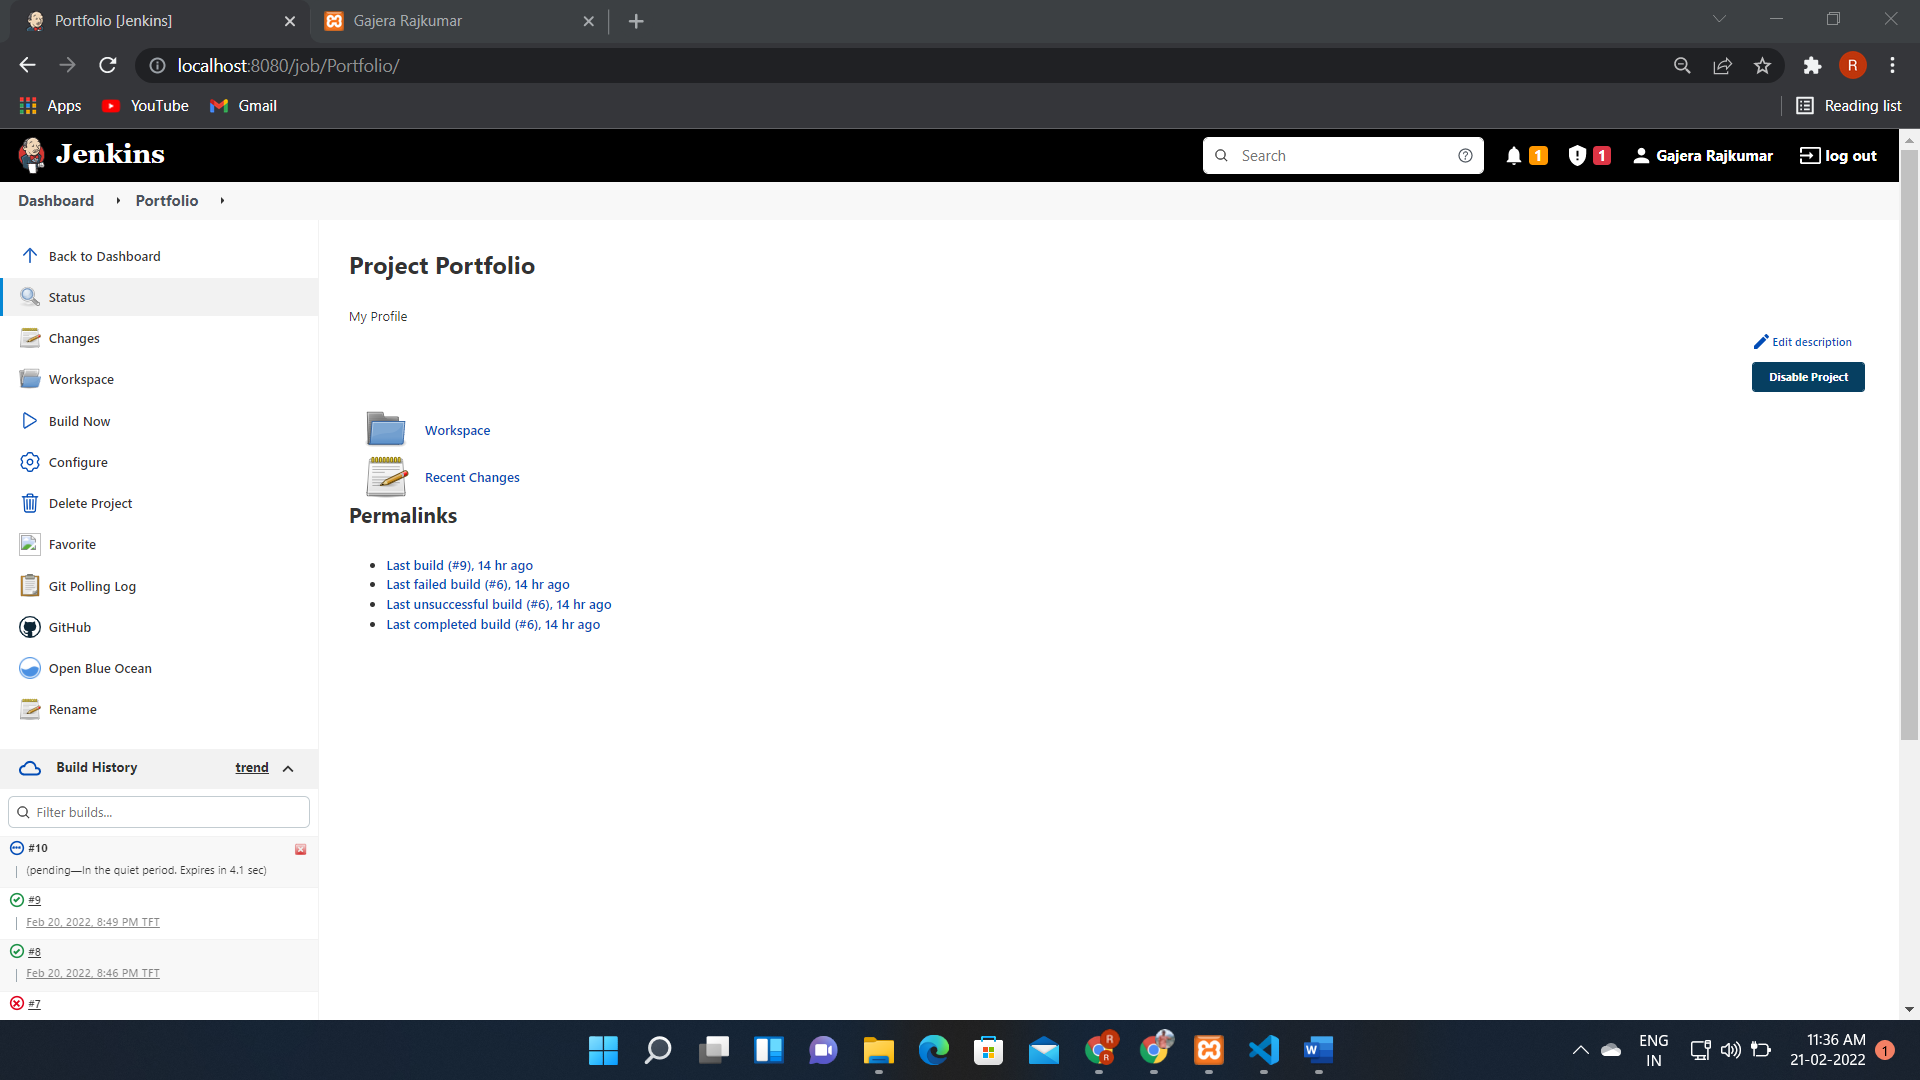 Portfolio [Jenkins]
Gajera Rajkumar
localhost:8080/job/Portfolio/
R
Apps
YouTube
Gmail
Reading list
Jenkins
Search
1
1
Gajera Rajkumar
log out
Dashboard
Portfolio
Back to Dashboard
Status
Changes
Workspace
Build Now
Configure
Delete Project
Favorite
Git Polling Log
GitHub
Open Blue Ocean
Rename
Project Portfolio
My Profile
Edit description
Disable Project
Workspace
Recent Changes
Permalinks
Last build (#9), 14 hr ago
Last failed build (#6), 14 hr ago
Last unsuccessful build (#6), 14 hr ago
Last completed build (#6), 14 hr ago
Build History
trend
Filter builds...
#10
(pending—In the quiet period. Expires in 4.1 sec)
#9
Feb 20, 2022, 8:49 PM TFT
#8
Feb 20, 2022, 8:46 PM TFT
#7
R
R
W
ENG
IN
11:36 AM
21-02-2022
1